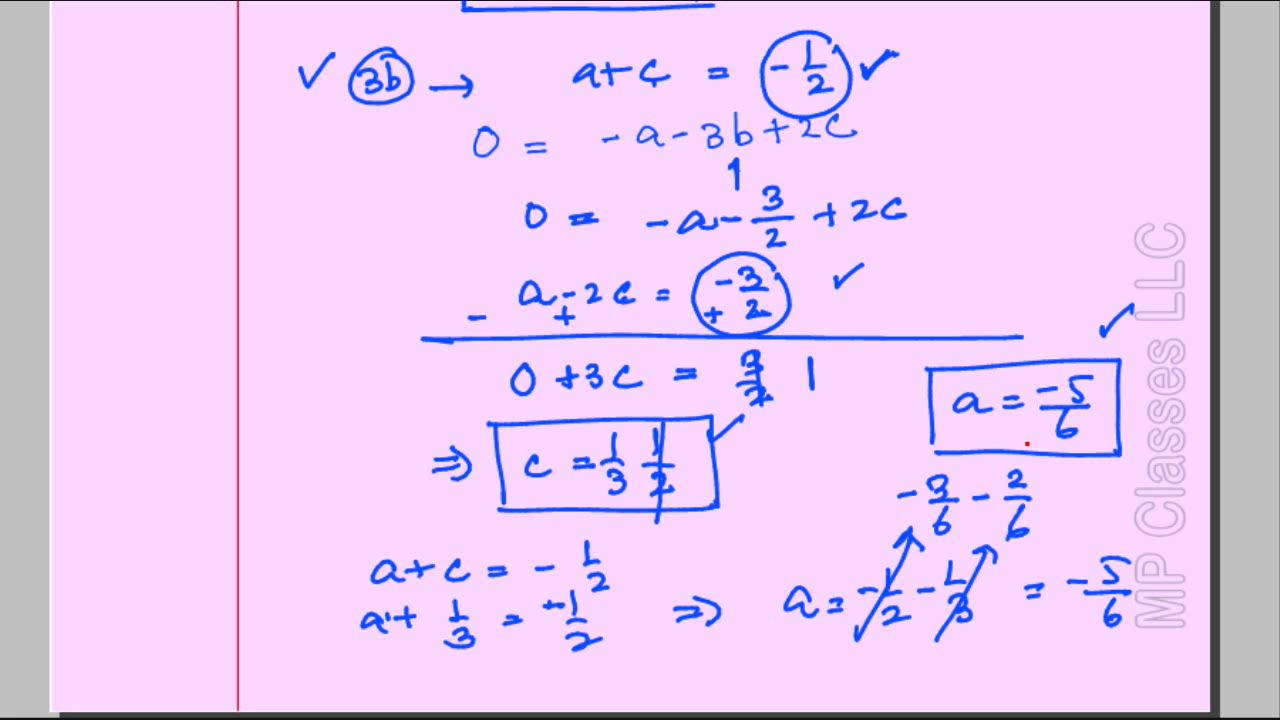 ✓ (3b) → a+c = -1/2 ✓
0 = -a-3b+2c
1
0 = -a-3/2+2c
a-2c = -3/2 ✓
- + +
0+3c = 3/2 1
⇒ c = 1/3 1/2
✓
a = -5/6
-3/6 - 2/6
a+c = -1/2
a+1/3 = -1/2 ⇒ a = -1/2 - 1/3 = -5/6
MP Classes LLC